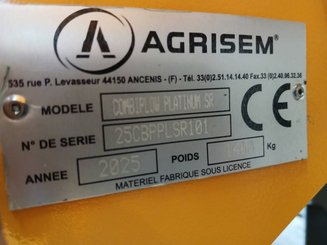 AGRISEM®
535 rue P. Levasseur 44150 ANCENIS - (F) - Tél. 33(0)2.51.14.14.40 Fax.33 (0)2.40.96.32.36
MODELE COMBIPLOW PLATINUM SR
N° DE SERIE 25CBPPLSR101
CE
ANNEE 2025 POIDS Kg
MATERIEL FABRIQUE SOUS LICENCE